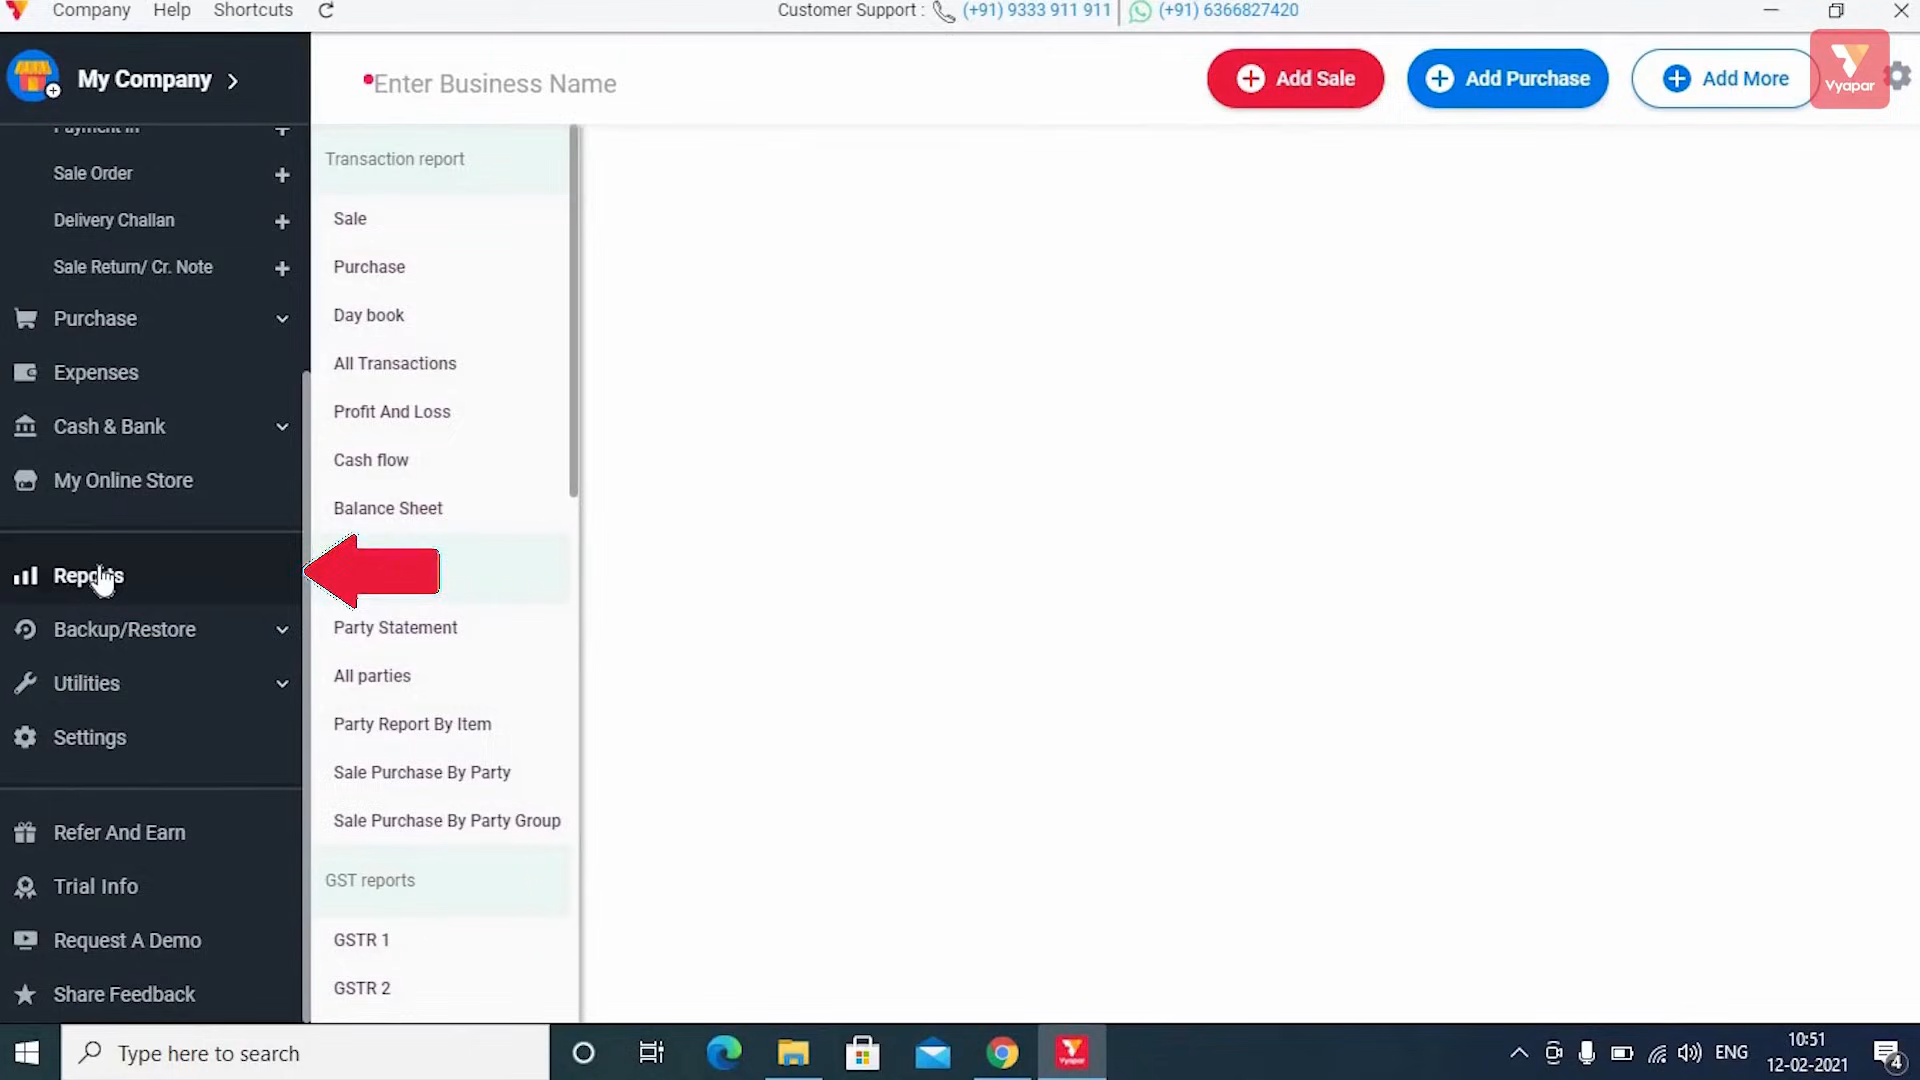 Company Help Shortcuts
Customer Support : (+91) 9333 911 911 (+91) 6366827420
My Company
Enter Business Name
Add Sale
Add Purchase
Add More
Vyapar
Payment In
Sale Order
Delivery Challan
Sale Return/ Cr. Note
Purchase
Expenses
Cash & Bank
My Online Store
Reports
Backup/Restore
Utilities
Settings
Refer And Earn
Trial Info
Request A Demo
Share Feedback
Transaction report
Sale
Purchase
Day book
All Transactions
Profit And Loss
Cash flow
Balance Sheet
Party Statement
All parties
Party Report By Item
Sale Purchase By Party
Sale Purchase By Party Group
GST reports
GSTR 1
GSTR 2
Type here to search
Vyapar
ENG
10:51
12-02-2021
4